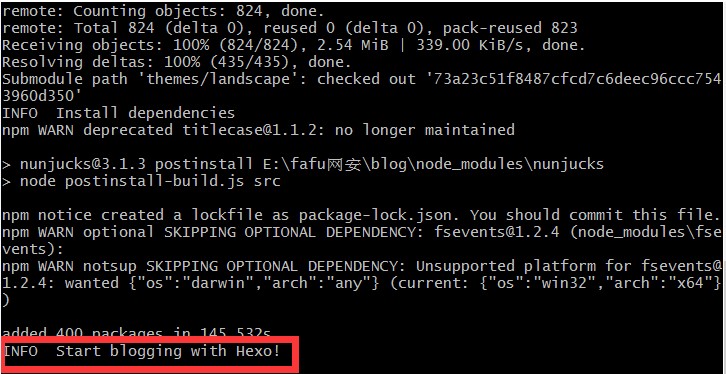 remote: Counting objects: 824, done.
remote: Total 824 (delta 0), reused 0 (delta 0), pack-reused 823
Receiving objects: 100% (824/824), 2.54 MiB | 339.00 KiB/s, done.
Resolving deltas: 100% (435/435), done.
Submodule path 'themes/landscape': checked out '73a23c51f8487cfcd7c6deec96ccc754
3960d350'
INFO  Install dependencies
npm WARN deprecated titlecase@1.1.2: no longer maintained
> nunjucks@3.1.3 postinstall E:\fafu网安\blog\node_modules\nunjucks
> node postinstall-build.js src
npm notice created a lockfile as package-lock.json. You should commit this file.
npm WARN optional SKIPPING OPTIONAL DEPENDENCY: fsevents@1.2.4 (node_modules\fse
vents):
npm WARN notsup SKIPPING OPTIONAL DEPENDENCY: Unsupported platform for fsevents@
1.2.4: wanted {"os":"darwin","arch":"any"} (current: {"os":"win32","arch":"x64"}
)
added 400 packages in 145.532s
INFO  Start blogging with Hexo!